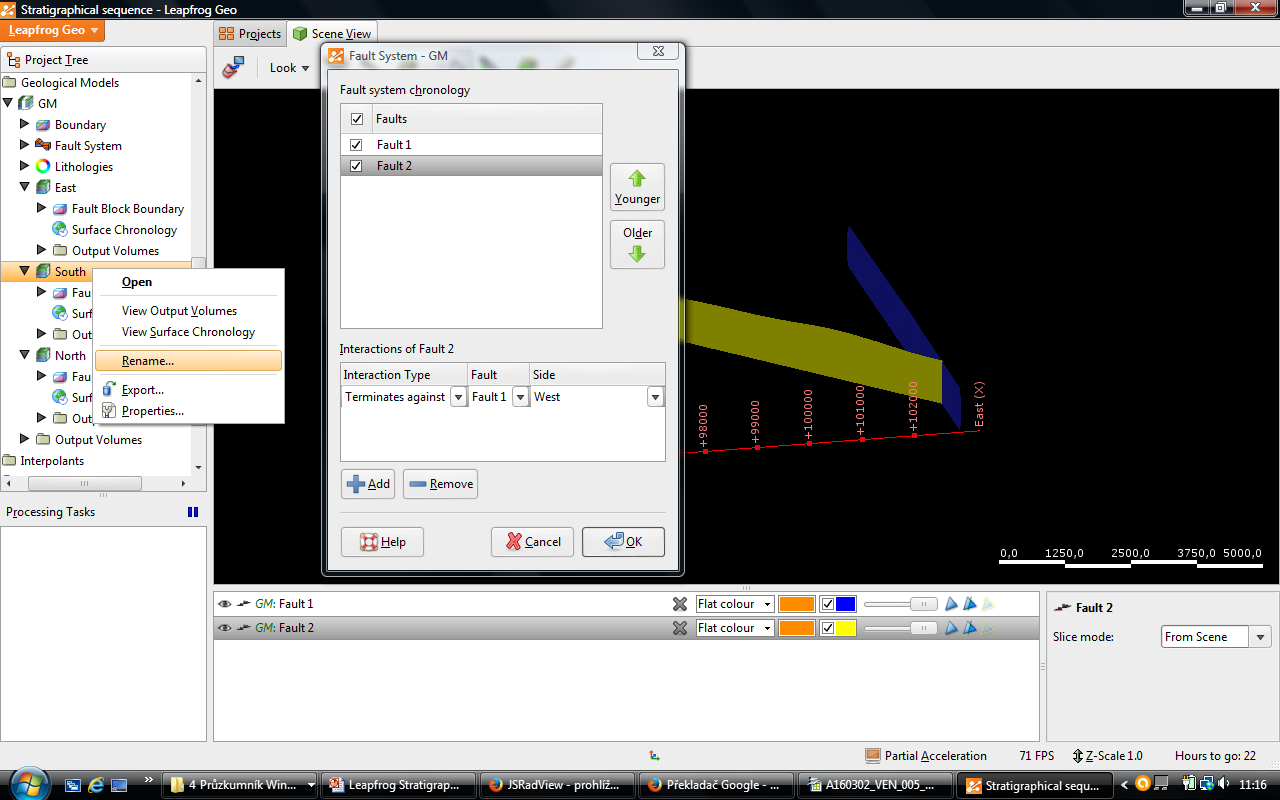 Stratigraphical sequence - Leapfrog Geo
Leapfrog Geo
Projects
Scene View
Project Tree
Look
Geological Models
GM
Boundary
Fault System
Lithologies
East
Fault Block Boundary
Surface Chronology
Output Volumes
South
Fau
Surf
Out
North
Fau
Surf
Out
Output Volumes
Interpolants
Open
View Output Volumes
View Surface Chronology
Rename...
Export...
Properties...
Processing Tasks
Fault System - GM
Fault system chronology
Faults
Fault 1
Fault 2
Younger
Older
Interactions of Fault 2
Interaction Type Fault Side
Terminates against Fault 1 West
Add
Remove
Help
Cancel
OK
+98000
+99000
+100000
+101000
+102000
East (X)
0,0 1250,0 2500,0 3750,0 5000,0
GM: Fault 1 Flat colour
GM: Fault 2 Flat colour
Fault 2
Slice mode: From Scene
Partial Acceleration 71 FPS Z-Scale 1.0 Hours to go: 22
4 Průzkumník Win...
Leapfrog Stratigrap...
JSRadView - prohlíž...
Překladač Google - ...
A160302_VEN_005_...
Stratigraphical sequ...
11:16